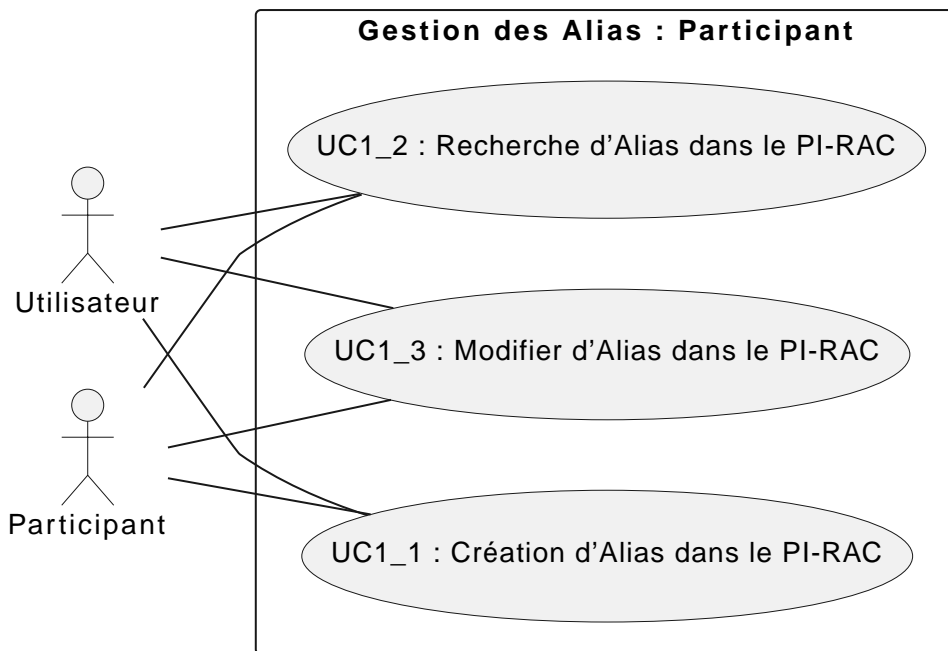 Gestion des Alias : Participant
UC1_2 : Recherche d’Alias dans le PI-RAC
Utilisateur
UC1_3 : Modifier d’Alias dans le PI-RAC
Participant
UC1_1 : Création d’Alias dans le PI-RAC